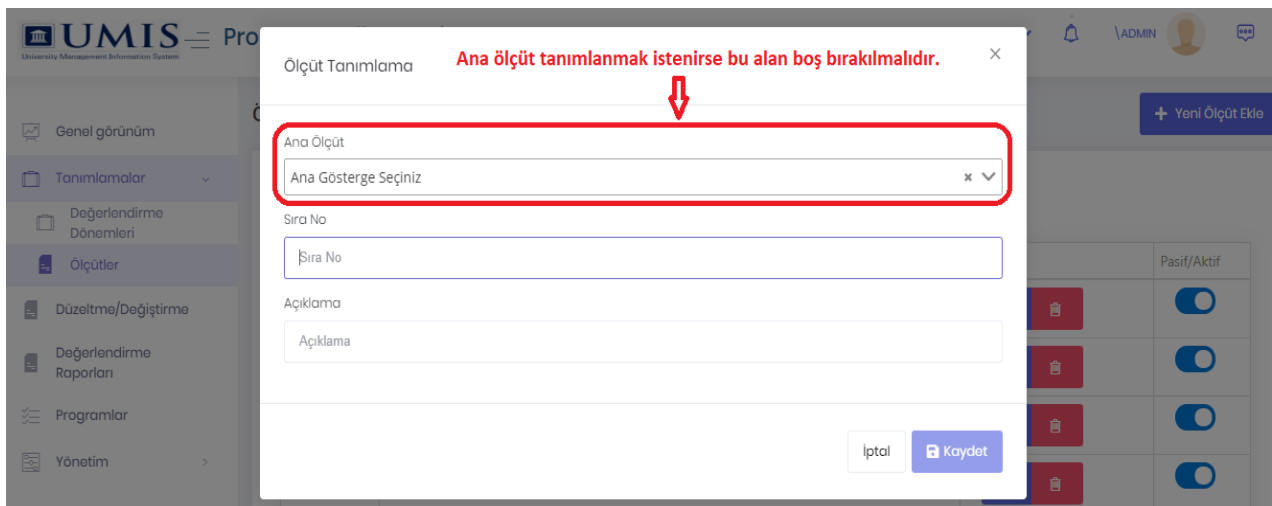 UMIS
University Management Information System
Pro
\ADMIN
Genel görünüm
Tanımlamalar
Değerlendirme
Dönemleri
Ölçütler
Düzeltme/Değiştirme
Değerlendirme
Raporları
Programlar
Yönetim
Ölçüt Tanımlama
Ana ölçüt tanımlanmak istenirse bu alan boş bırakılmalıdır.
Ana Ölçüt
Ana Gösterge Seçiniz
Sıra No
Sıra No
Açıklama
Açıklama
İptal
Kaydet
+ Yeni Ölçüt Ekle
Pasif/Aktif